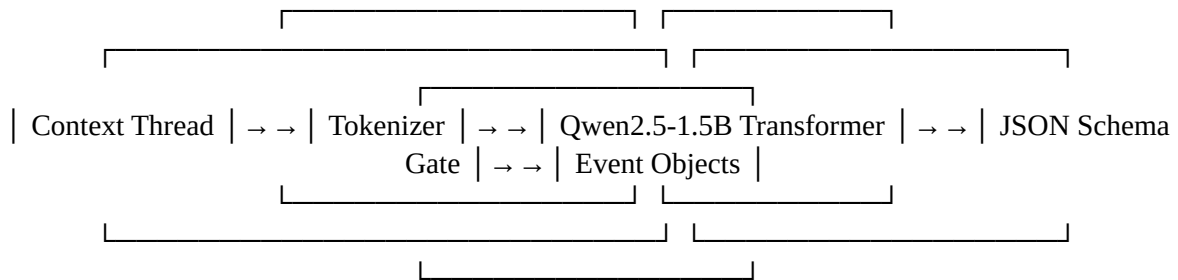 │ Context Thread │→→│ Tokenizer │→→│ Qwen2.5-1.5B Transformer │→→│ JSON Schema
Gate │→→│ Event Objects │